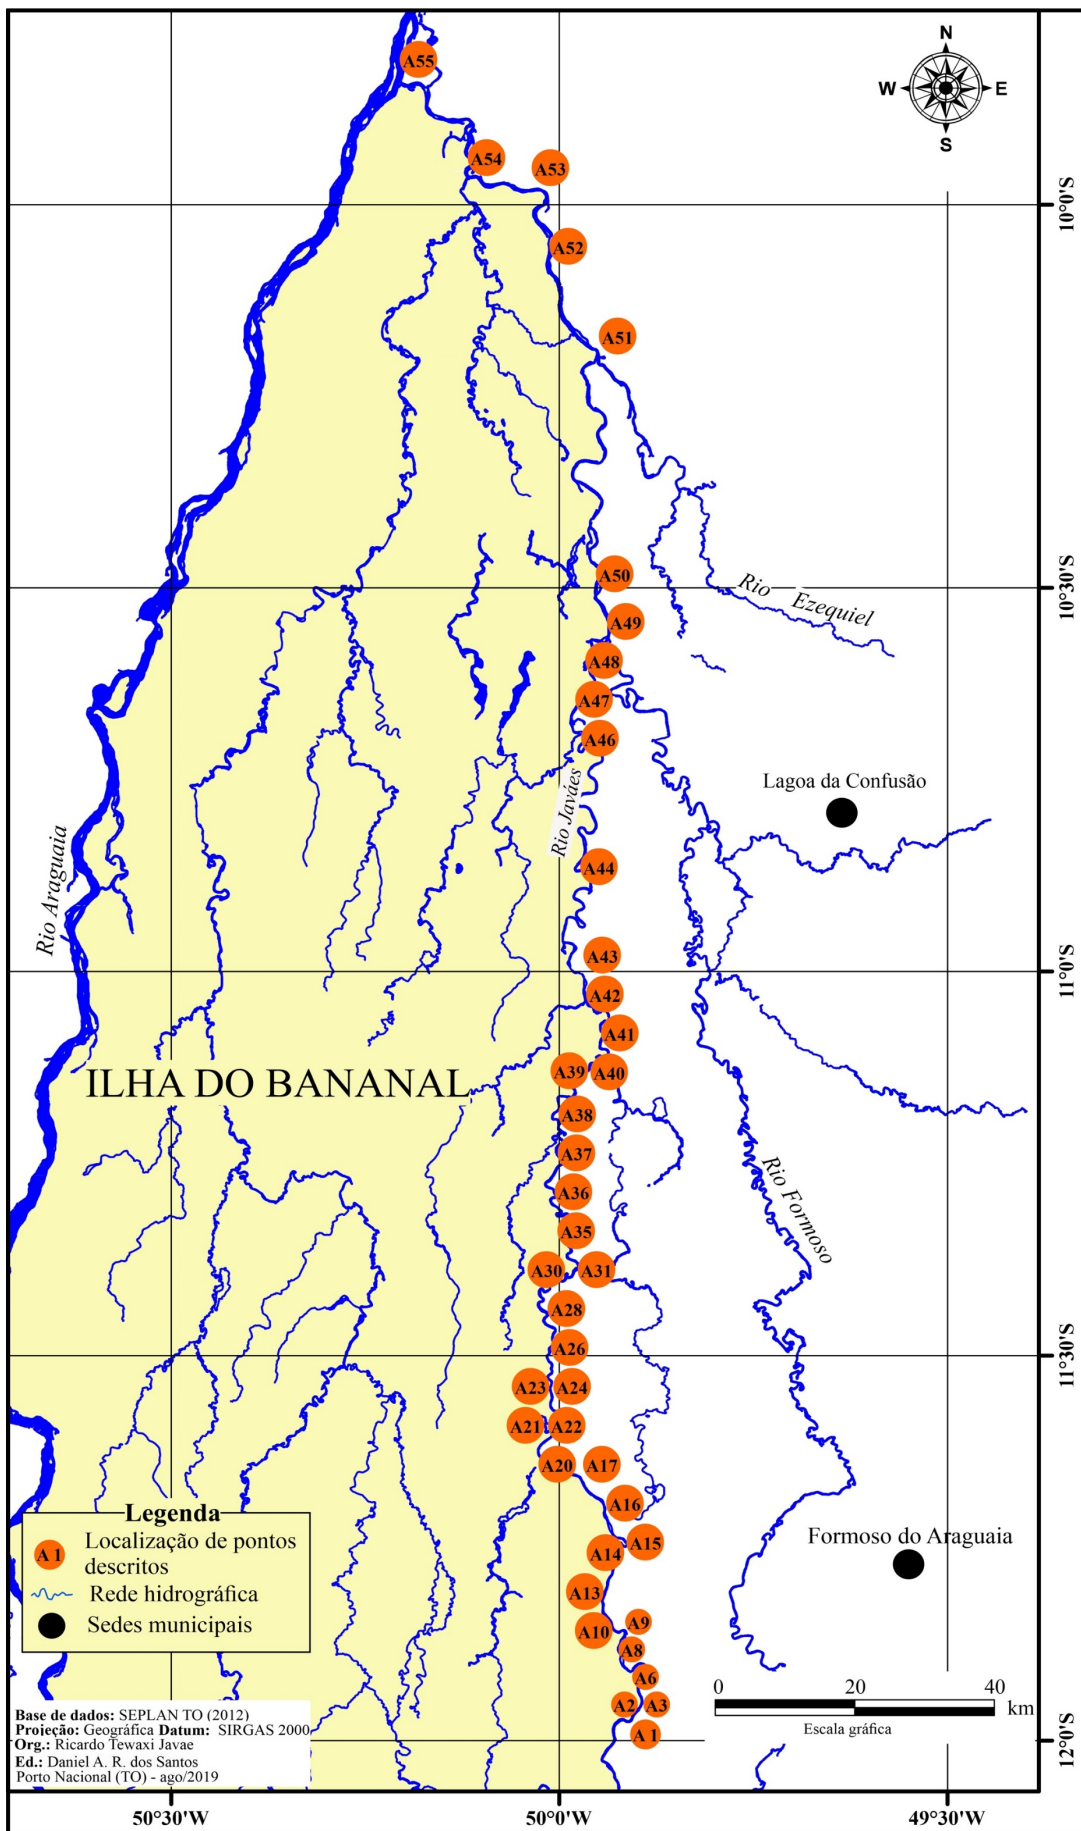 N
W
E
S
A55
A54
A53
10°0'S
A52
A51
A50
10°30'S
Rio Ezequiel
A49
A48
A47
A46
Lagoa da Confusão
Rio Javáes
Rio Araguaia
A44
A43
11°0'S
A42
A41
A39
A40
ILHA DO BANANAL
A38
A37
A36
Rio Formoso
A35
A30
A31
A28
A26
11°30'S
A23
A24
A21
A22
A20
A17
A16
A15
A14
Formoso do Araguaia
A13
A9
A10
A8
A6
A2
A3
A 1
12°0'S
Legenda
A 1
Localização de pontos
descritos
Rede hidrográfica
Sedes municipais
0 20 40
km
Escala gráfica
Base de dados: SEPLAN TO (2012)
Projeção: Geográfica Datum: SIRGAS 2000
Org.: Ricardo Tewaxi Javae
Ed.: Daniel A. R. dos Santos
Porto Nacional (TO) - ago/2019
50°30'W
50°0'W
49°30'W